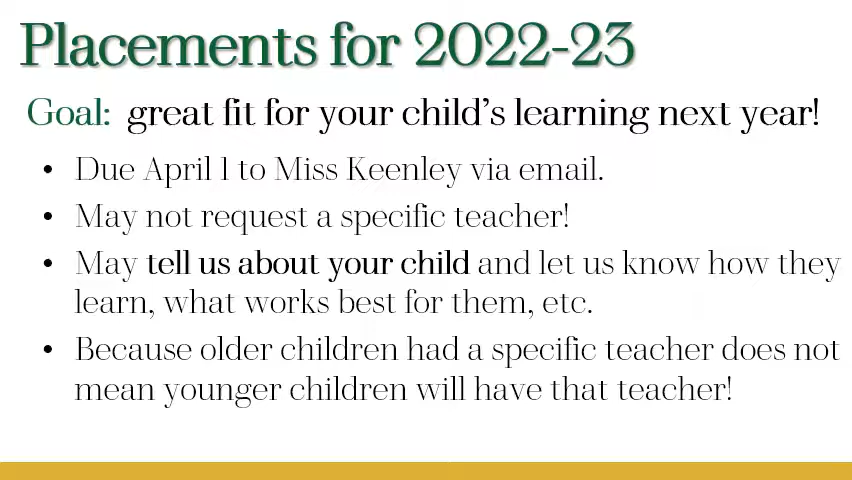 Placements for 2022-23
Goal: great fit for your child's learning next year!
• Due April 1 to Miss Keenley via email.
• May not request a specific teacher!
• May tell us about your child and let us know how they
learn, what works best for them, etc.
• Because older children had a specific teacher does not
mean younger children will have that teacher!